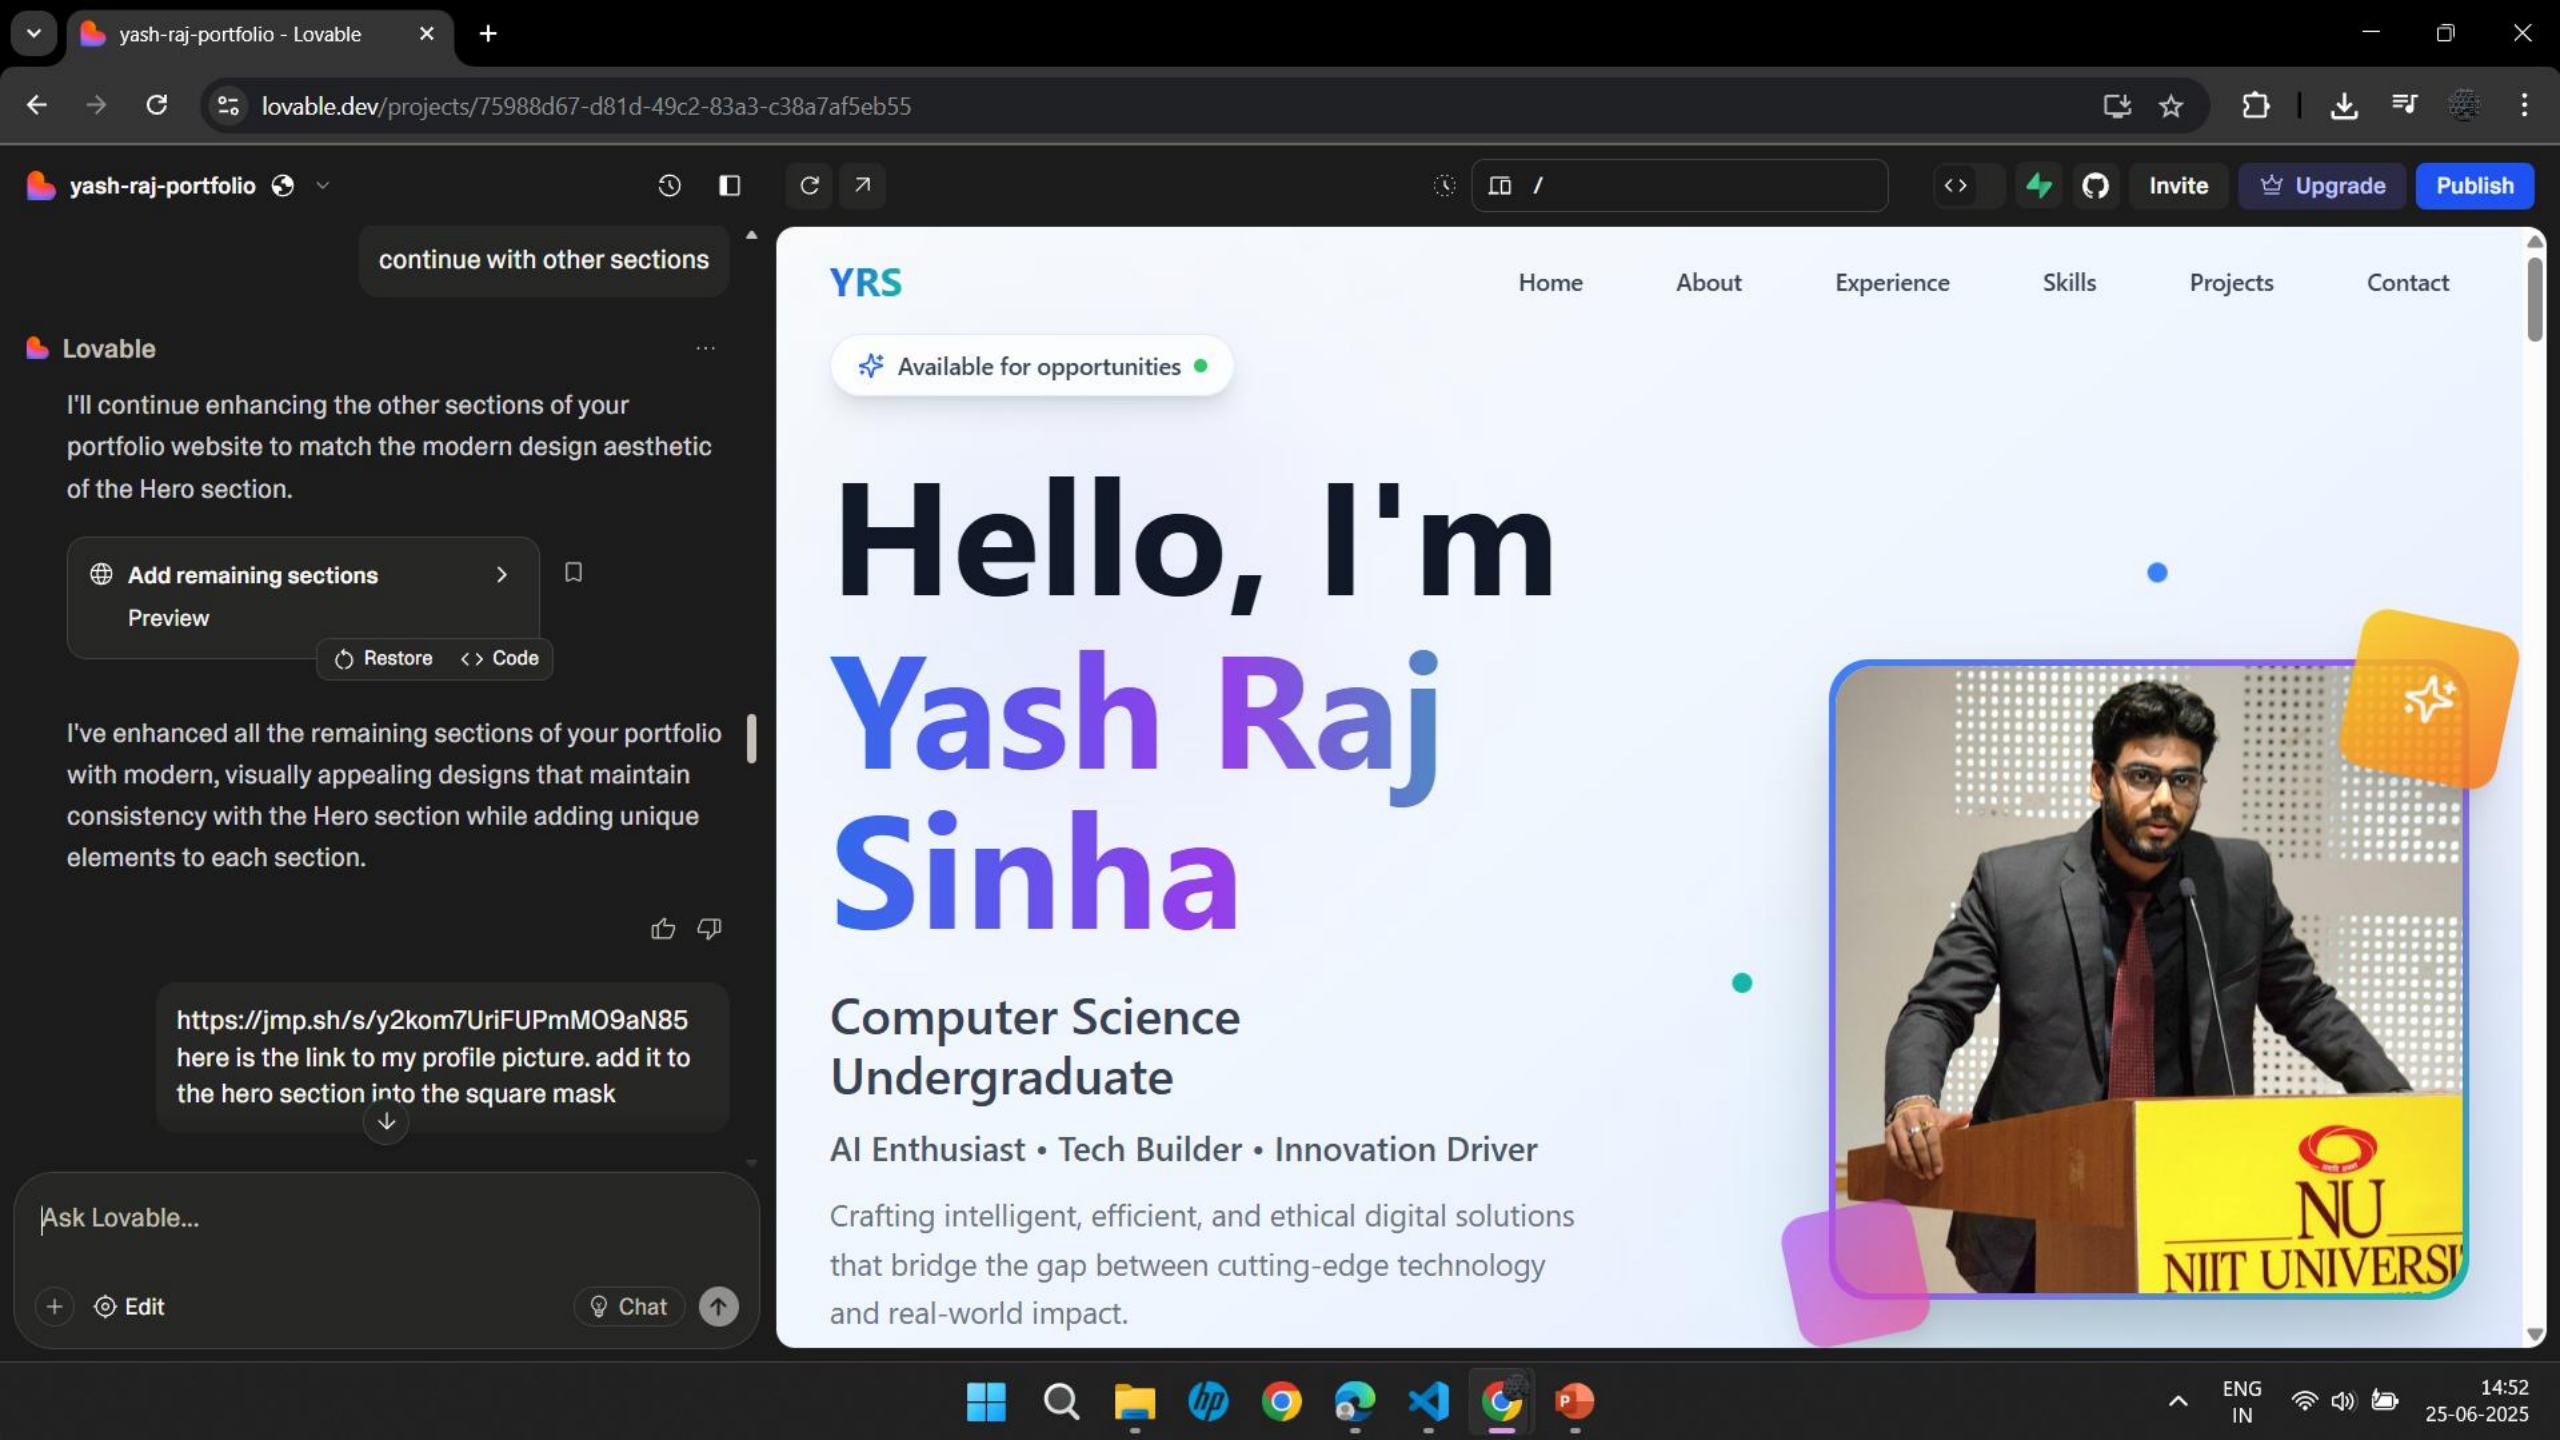 yash-raj-portfolio - Lovable
lovable.dev/projects/75988d67-d81d-49c2-83a3-c38a7af5eb55
yash-raj-portfolio
/
Invite
Upgrade
Publish
continue with other sections
Lovable
I'll continue enhancing the other sections of your
portfolio website to match the modern design aesthetic
of the Hero section.
Add remaining sections
Preview
Restore
Code
I've enhanced all the remaining sections of your portfolio
with modern, visually appealing designs that maintain
consistency with the Hero section while adding unique
elements to each section.
https://jmp.sh/s/y2kom7UriFUPmMO9aN85
here is the link to my profile picture. add it to
the hero section into the square mask
Ask Lovable...
Edit
Chat
YRS
Home
About
Experience
Skills
Projects
Contact
Available for opportunities
Hello, I'm
Yash Raj
Sinha
Computer Science
Undergraduate
AI Enthusiast • Tech Builder • Innovation Driver
Crafting intelligent, efficient, and ethical digital solutions
that bridge the gap between cutting-edge technology
and real-world impact.
NU
NIIT UNIVERSI
hp
P
ENG
IN
14:52
25-06-2025